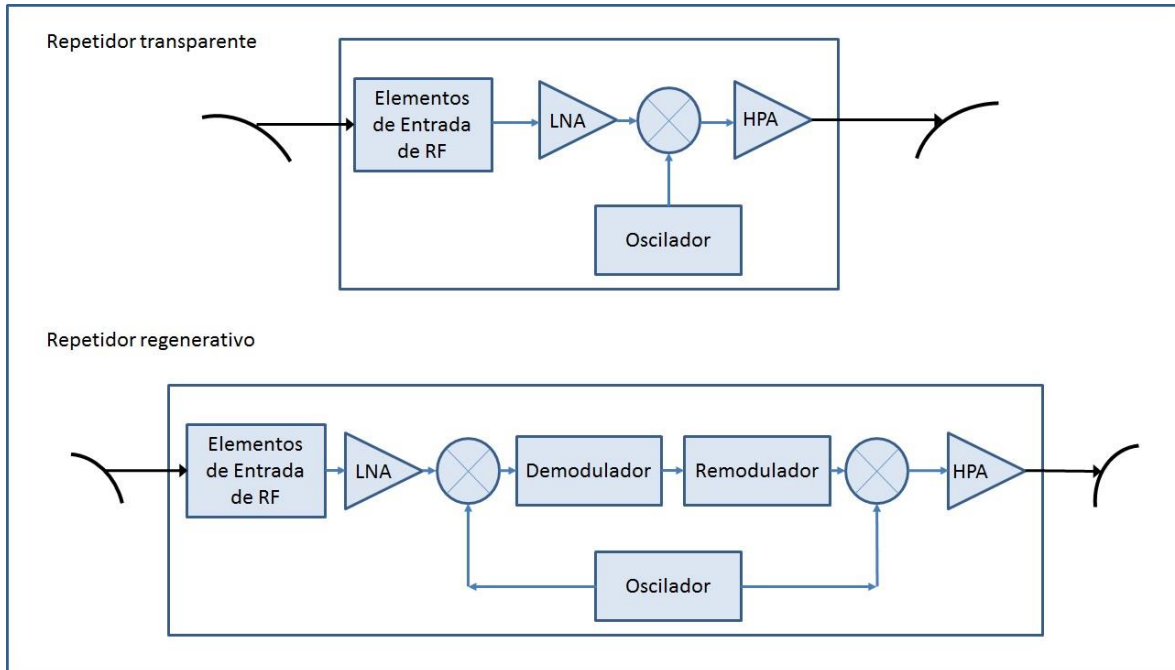 Repetidor transparente
Elementos
de Entrada
de RF
LNA
HPA
Oscilador
Repetidor regenerativo
Elementos
de Entrada
de RF
LNA
Demodulador
Remodulador
HPA
Oscilador